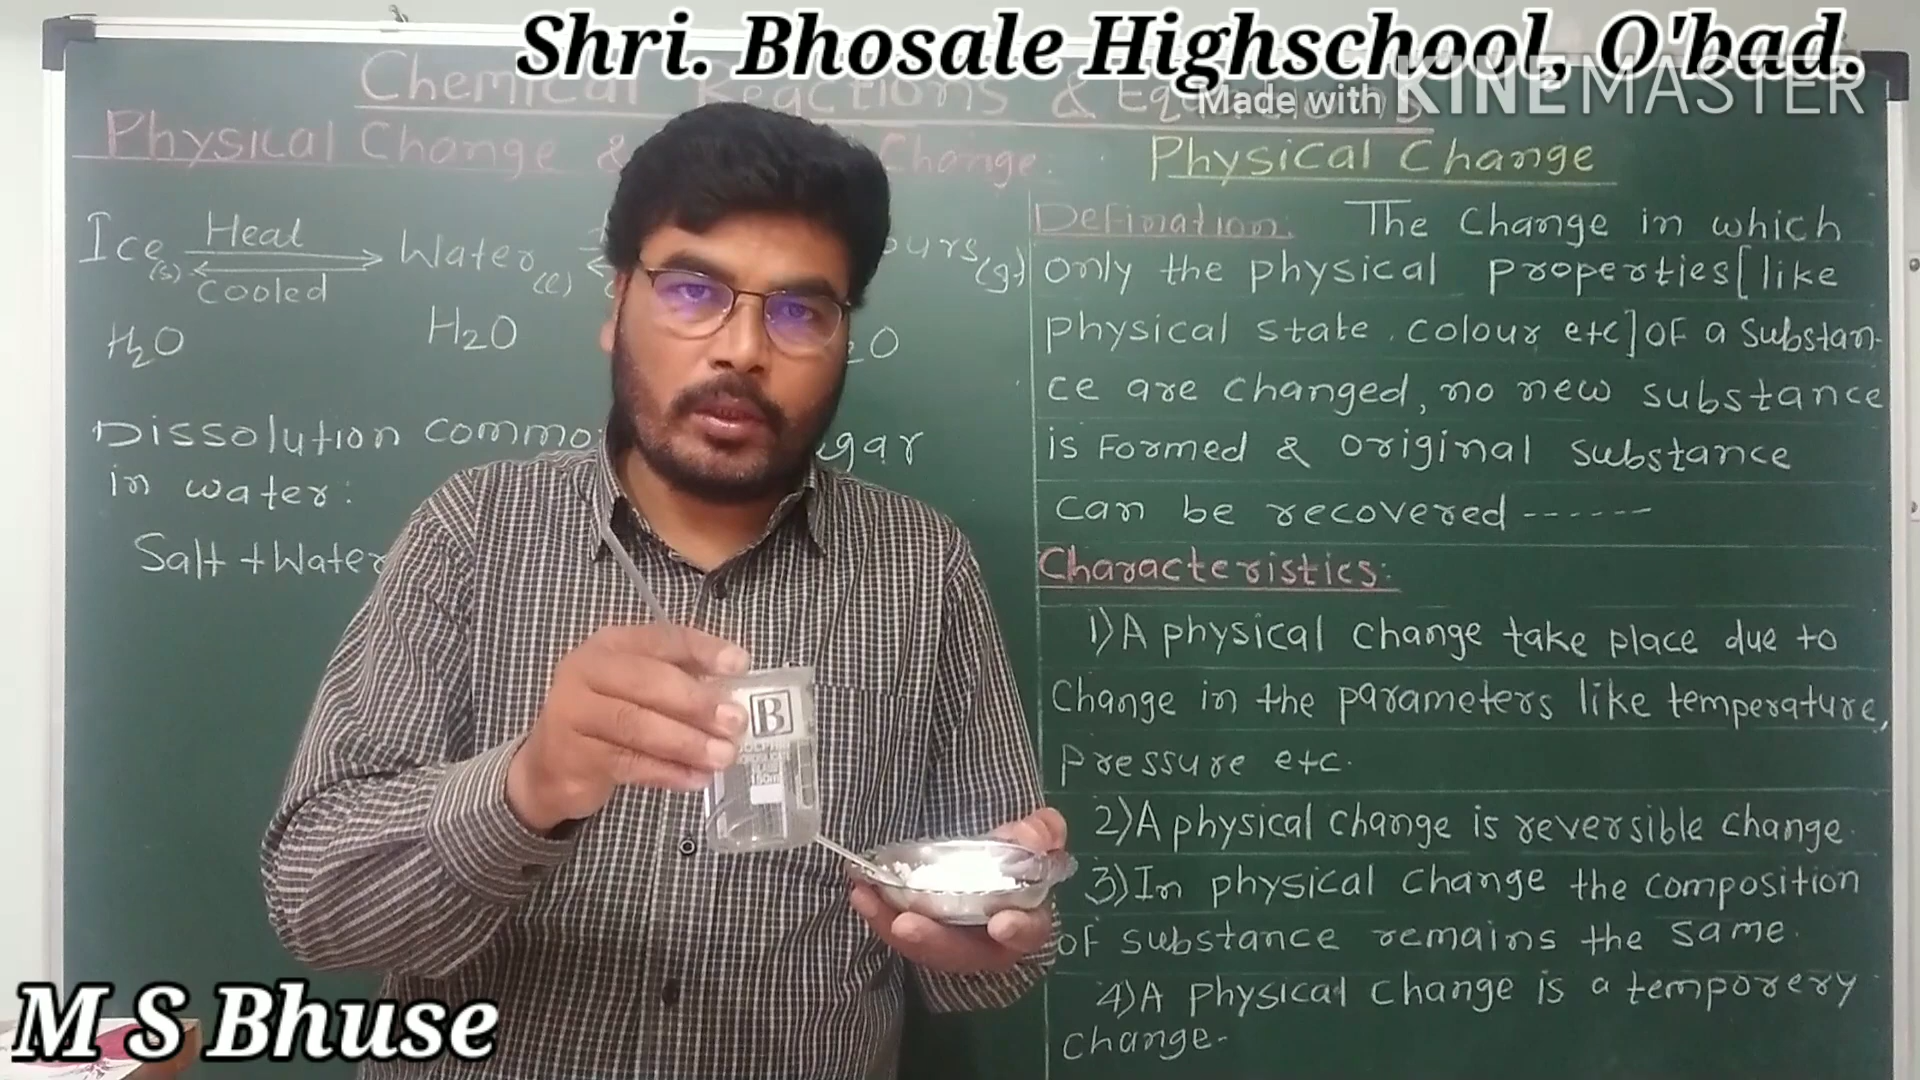 Shri. Bhosale Highschool, O'bad.
Made with KINEMASTER
Chemical Reactions & Equations
Physical Change & Change.
Ice(s) Heat Water(l) ours(g)
Cooled
H2O H2O 2O
Dissolution commo gar
in water:
Salt + Water
Physical Change
Defination: The change in which
only the physical properties [like
physical state, colour etc] of a substan-
ce are changed, no new substance
is formed & original substance
can be recovered ------
Characteristics:
1) A physical change take place due to
change in the parameters like temperature,
pressure etc.
2) A physical change is reversible change.
3) In physical change the composition
of substance remains the same.
4) A physical change is a temporery
change.
B
150ml
M S Bhuse